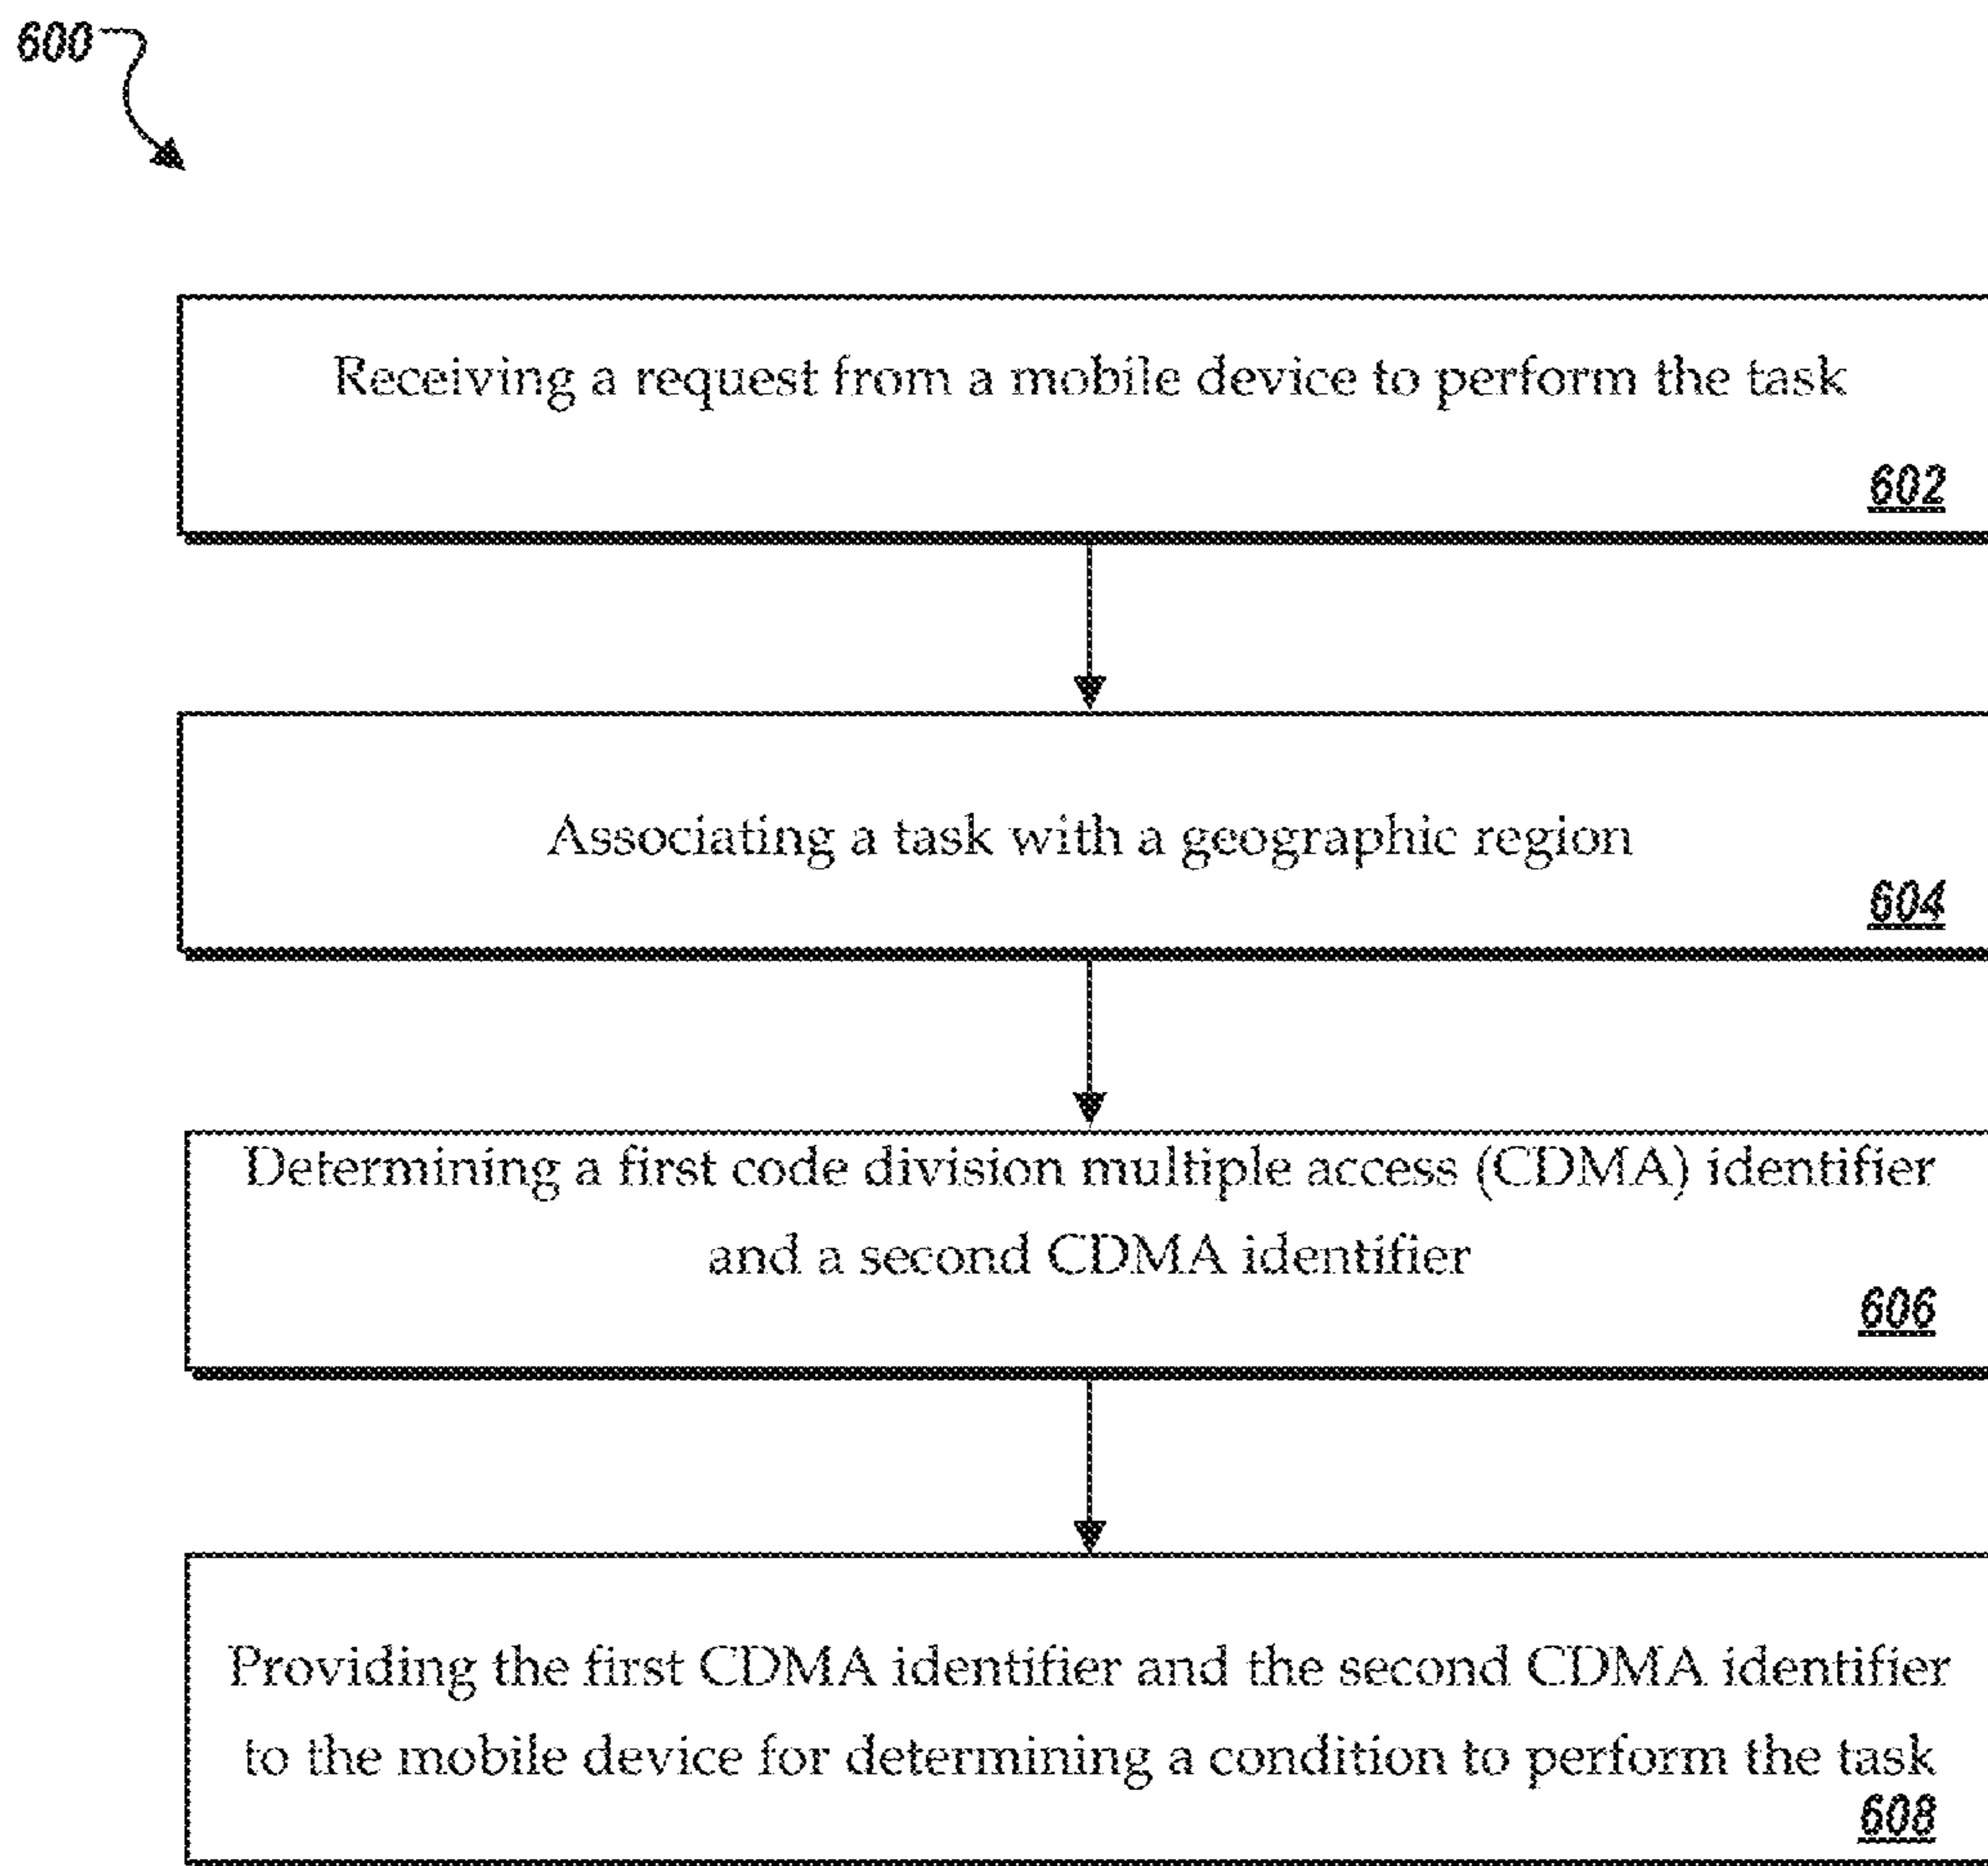 600
Receiving a request from a mobile device to perform the task
602
Associating a task with a geographic region
604
Determining a first code division multiple access (CDMA) identifier
and a second CDMA identifier
606
Providing the first CDMA identifier and the second CDMA identifier
to the mobile device for determining a condition to perform the task
608